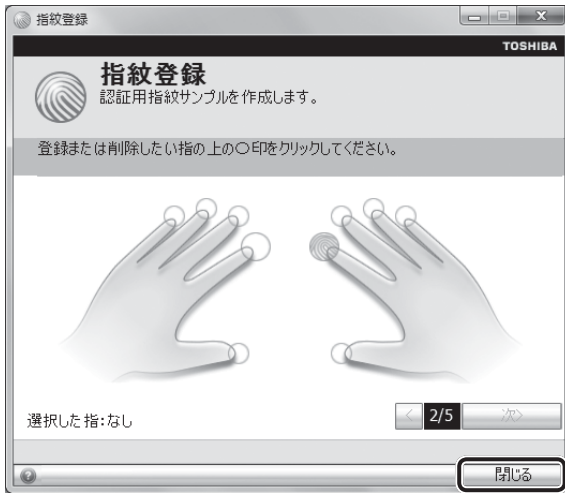 指紋登録
TOSHIBA
指紋登録
認証用指紋サンプルを作成します。
登録または削除したい指の上の○印をクリックしてください。
選択した指:なし
< 2/5 次>
? 閉じる